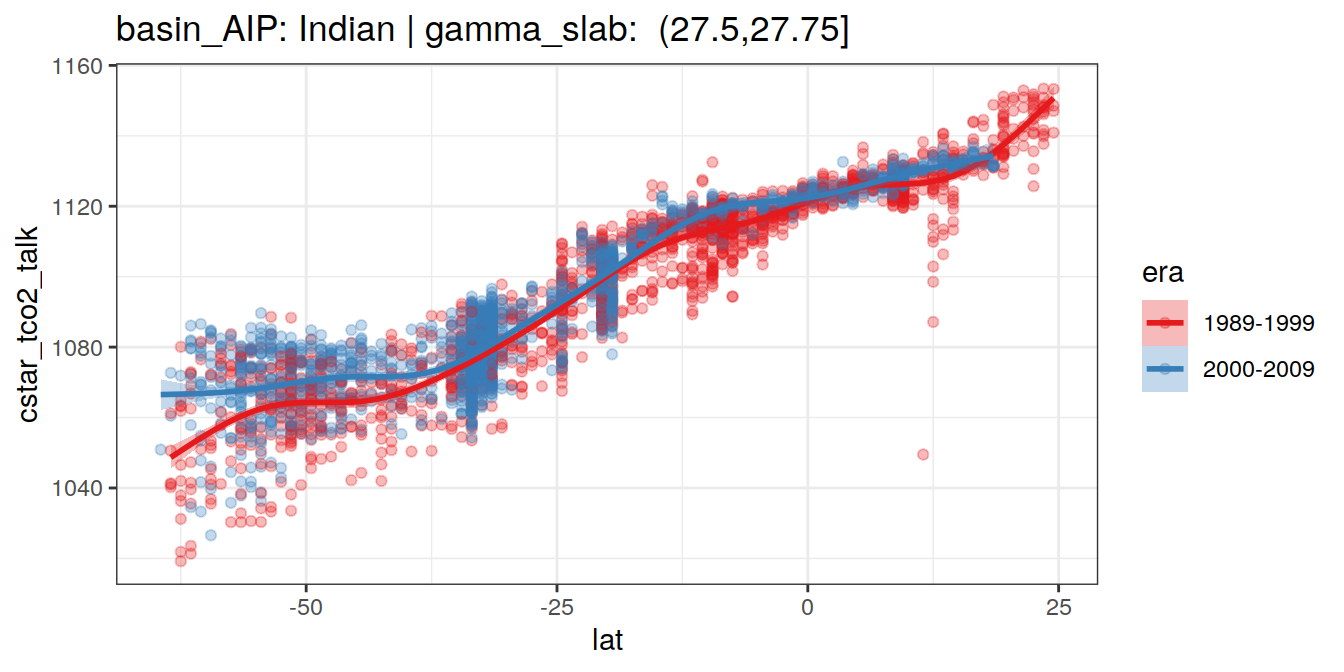 basin_AIP: Indian | gamma_slab:  (27.5,27.75]
cstar_tco2_talk
1160
1120
1080
1040
-50
-25
0
25
lat
era
1989-1999
2000-2009